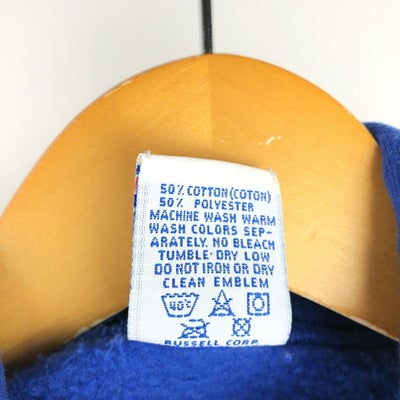 50% COTTON (COTON)
50% POLYESTER
MACHINE WASH WARM
WASH COLORS SEP-
ARATELY. NO BLEACH
TUMBLE DRY LOW
DO NOT IRON OR DRY
CLEAN EMBLEM
40°C
RUSSELL CORP.